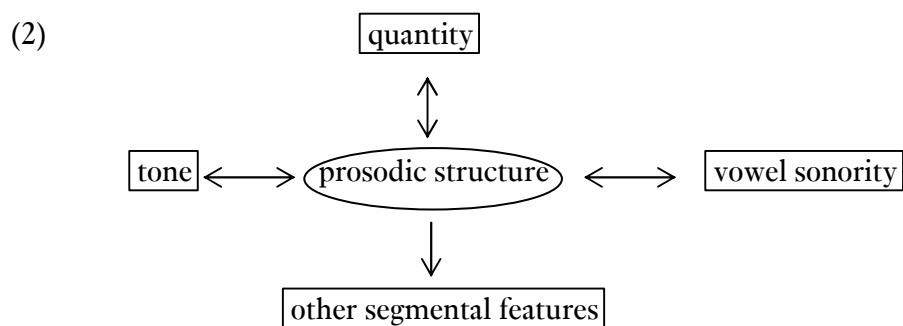 (2)
quantity
tone
prosodic structure
vowel sonority
other segmental features